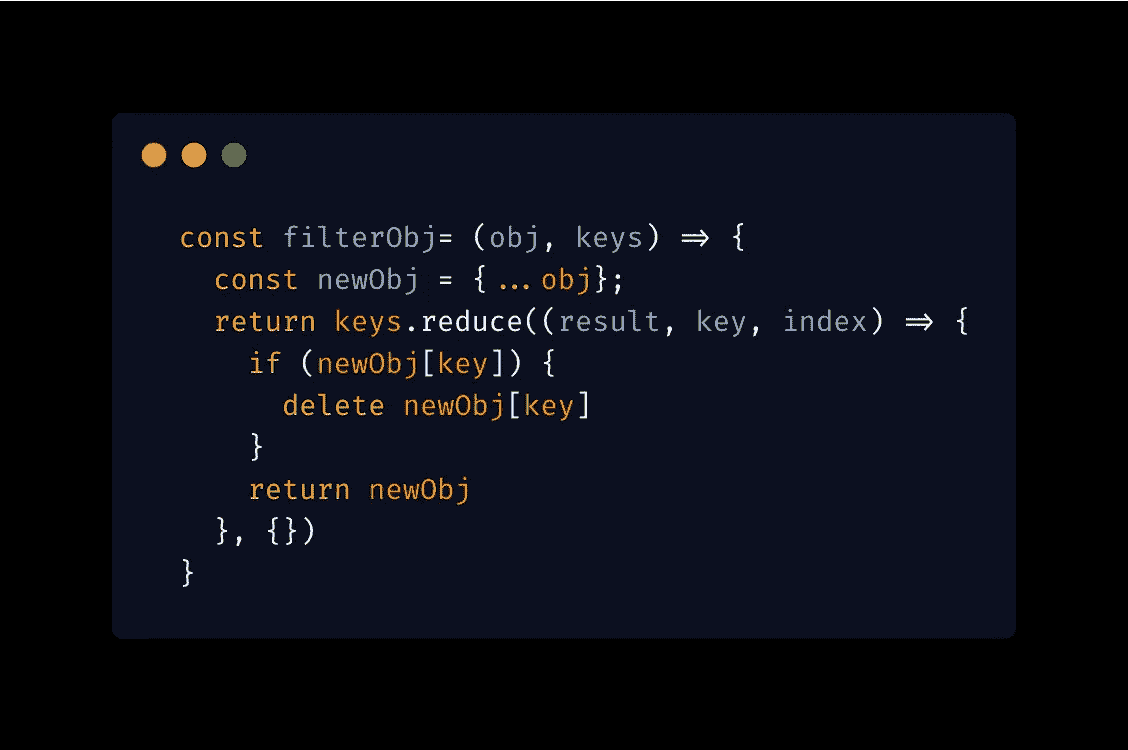 const filterObj= (obj, keys) => {
  const newObj = {...obj};
  return keys.reduce((result, key, index) => {
    if (newObj[key]) {
      delete newObj[key]
    }
    return newObj
  }, {})
}